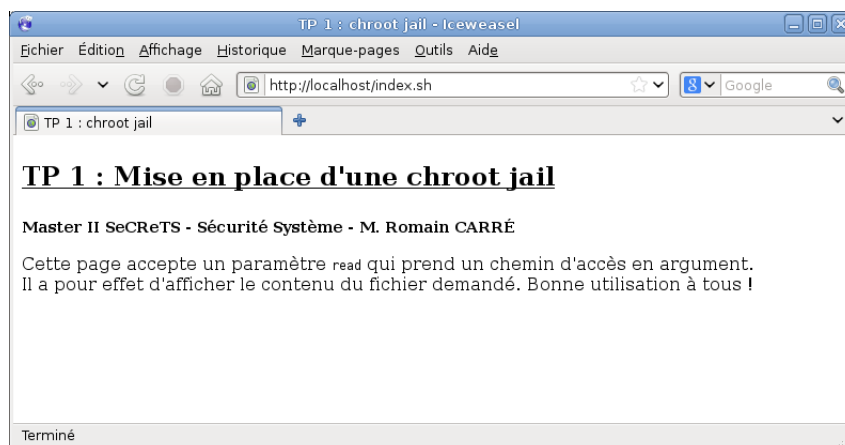 TP 1 : chroot jail - Iceweasel
Fichier Édition Affichage Historique Marque-pages Outils Aide
http://localhost/index.sh Google
TP 1 : chroot jail
TP 1 : Mise en place d'une chroot jail
Master II SeCReTS - Sécurité Système - M. Romain CARRÉ
Cette page accepte un paramètre read qui prend un chemin d'accès en argument.
Il a pour effet d'afficher le contenu du fichier demandé. Bonne utilisation à tous !
Terminé